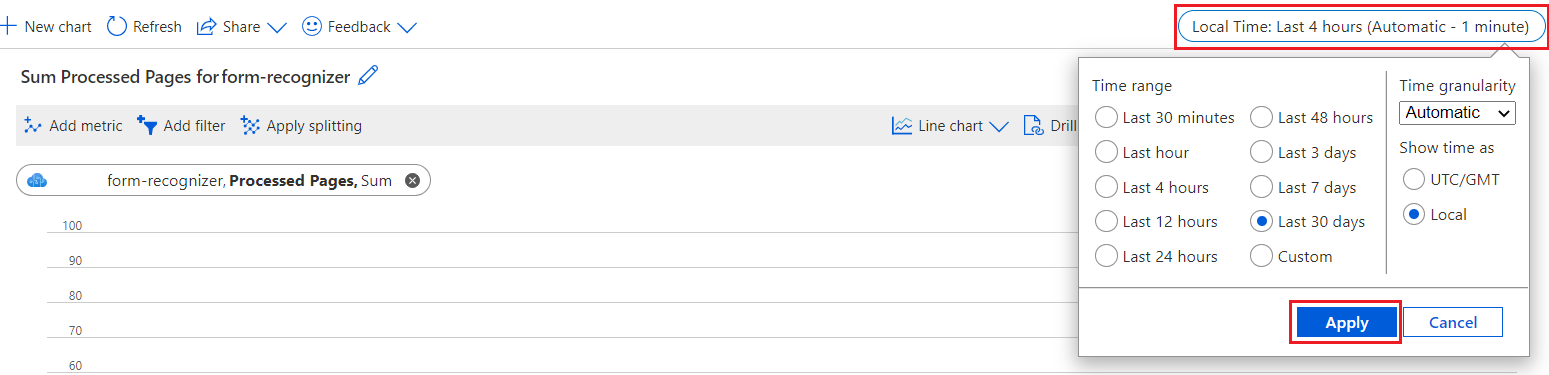 New chart Refresh Share Feedback Local Time: Last 4 hours (Automatic - 1 minute)
Sum Processed Pages for form-recognizer
Add metric Add filter Apply splitting Line chart Drill
form-recognizer, Processed Pages, Sum
100
90
80
70
60
Time range Time granularity
Last 30 minutes Last 48 hours Automatic
Last hour Last 3 days Show time as
Last 4 hours Last 7 days UTC/GMT
Last 12 hours Last 30 days Local
Last 24 hours Custom
Apply Cancel